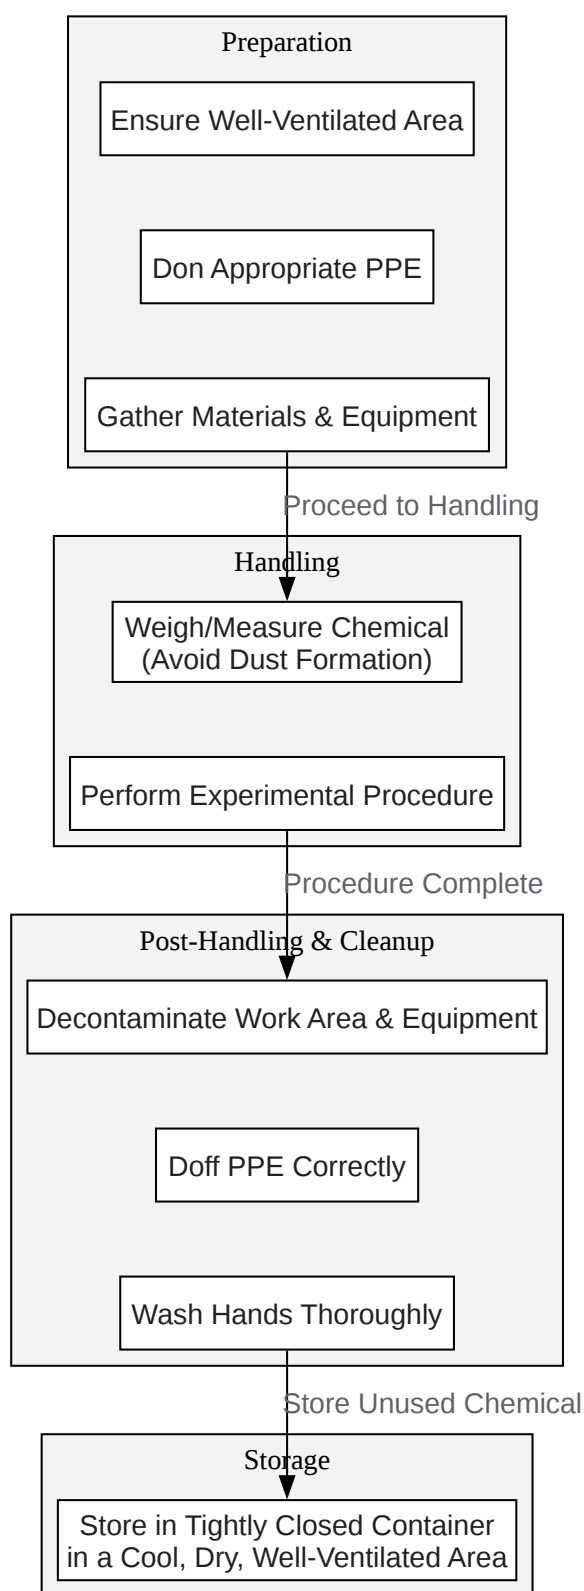 Preparation
Ensure Well-Ventilated Area
Don Appropriate PPE
Gather Materials & Equipment
Proceed to Handling
Handling
Weigh/Measure Chemical
(Avoid Dust Formation)
Perform Experimental Procedure
Procedure Complete
Post-Handling & Cleanup
Decontaminate Work Area & Equipment
Doff PPE Correctly
Wash Hands Thoroughly
Store Unused Chemical
Storage
Store in Tightly Closed Container
in a Cool, Dry, Well-Ventilated Area